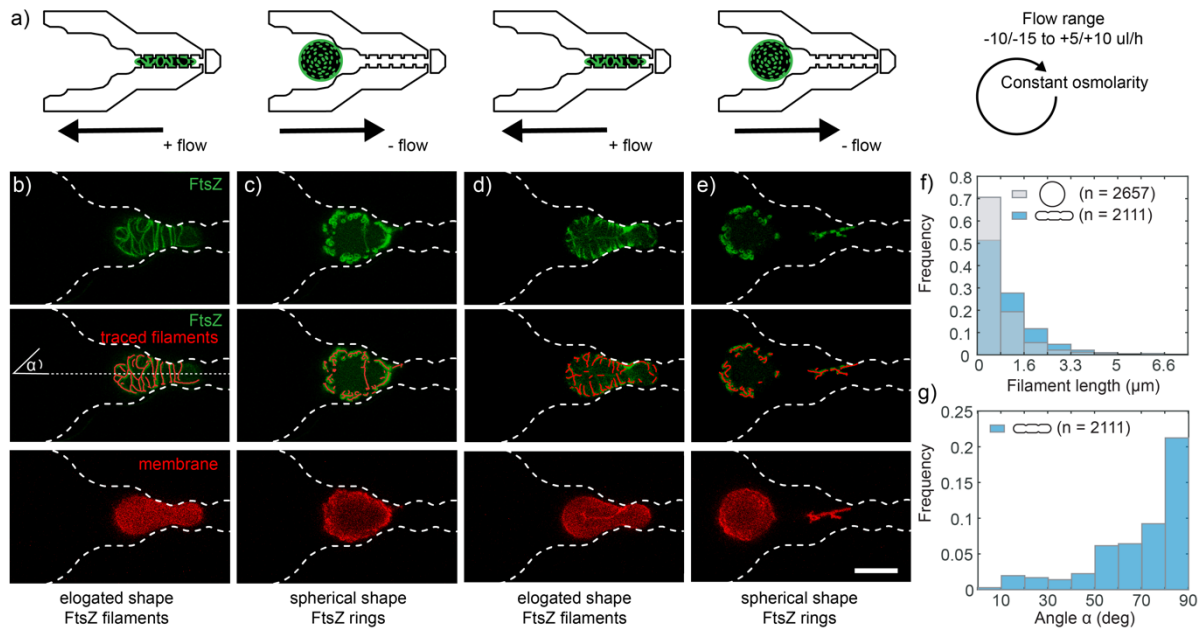 a)
+ flow
- flow
+ flow
- flow
Flow range
-10/-15 to +5/+10 ul/h
Constant osmolarity
b)
FtsZ
c)
d)
e)
FtsZ
traced filaments
α
membrane
elogated shape
FtsZ filaments
spherical shape
FtsZ rings
elogated shape
FtsZ filaments
spherical shape
FtsZ rings
f)
0.8
0.7
0.6
0.5
0.4
0.3
0.2
0.1
0
Frequency
(n = 2657)
(n = 2111)
0
1.6
3.3
5
6.6
Filament length (μm)
g)
0.25
0.2
0.15
0.1
0.05
0
Frequency
(n = 2111)
10
30
50
70
90
Angle α (deg)